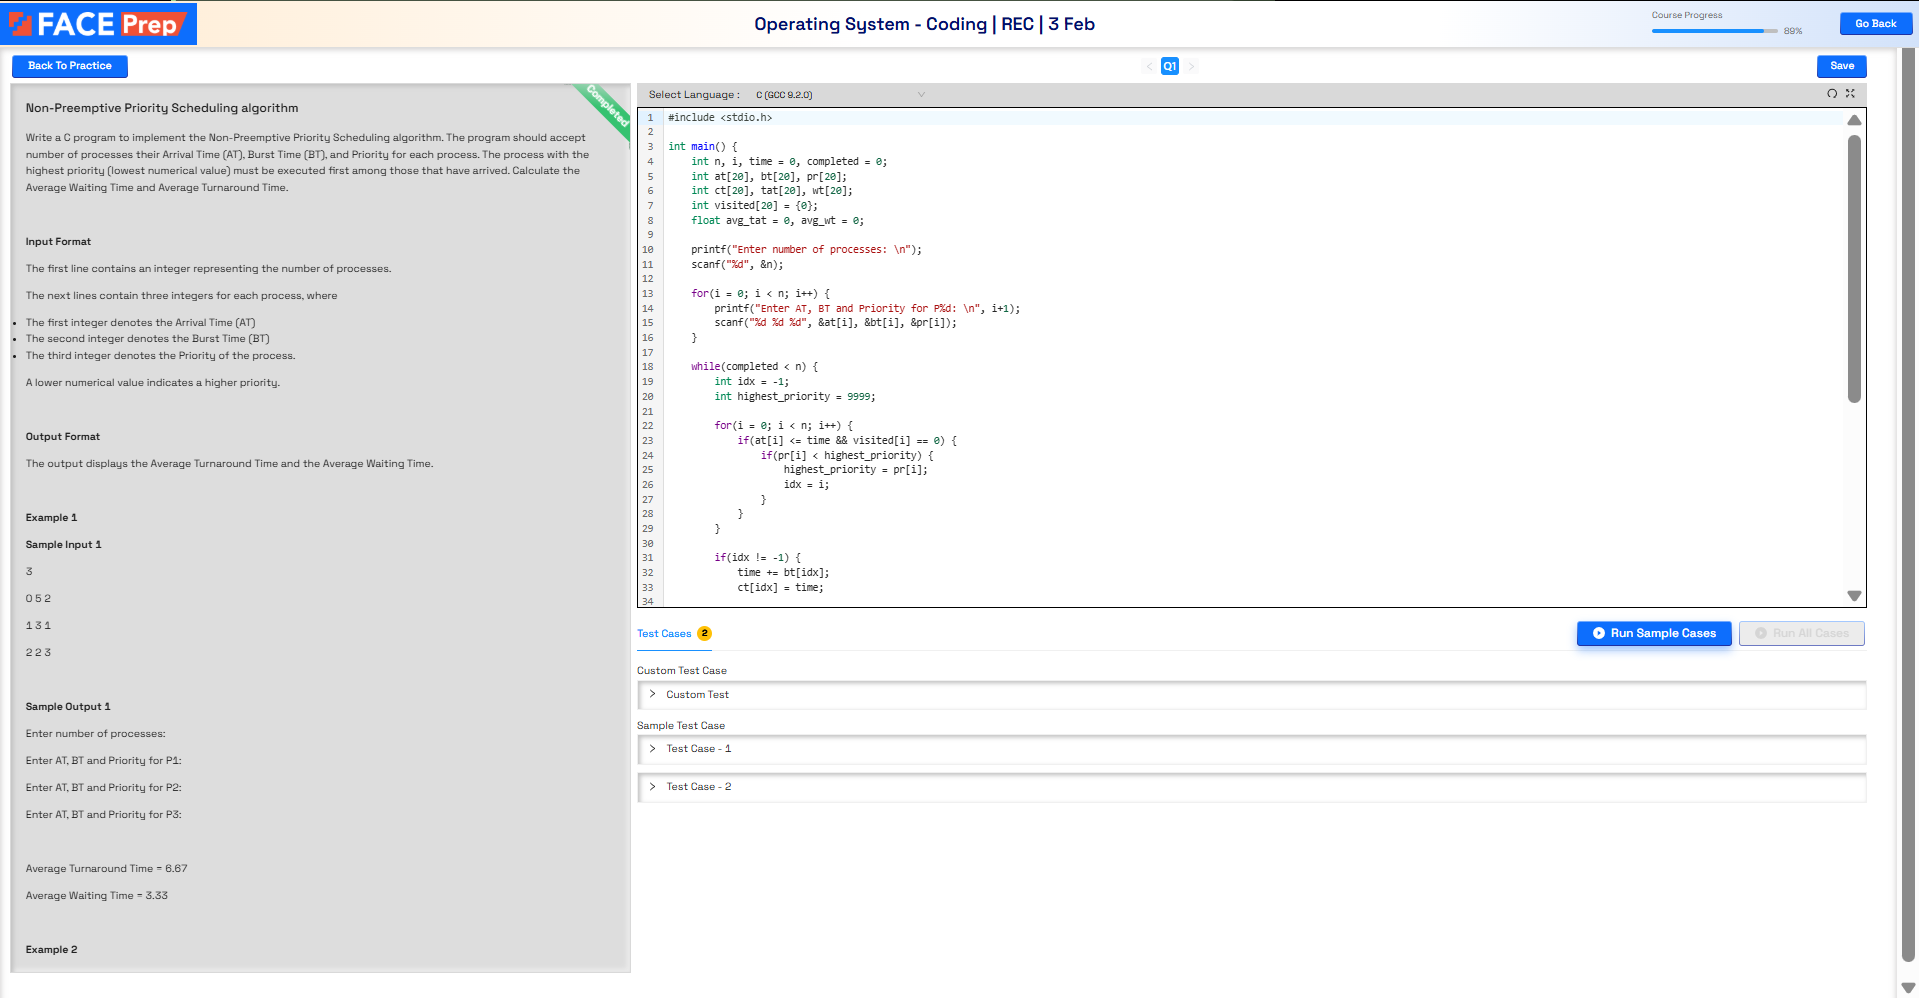 FACE Prep
Operating System - Coding | REC | 3 Feb
Course Progress
89%
Go Back
Back To Practice
Q1
Save
Completed
Non-Preemptive Priority Scheduling algorithm
Write a C program to implement the Non-Preemptive Priority Scheduling algorithm. The program should accept
number of processes their Arrival Time (AT), Burst Time (BT), and Priority for each process. The process with the
highest priority (lowest numerical value) must be executed first among those that have arrived. Calculate the
Average Waiting Time and Average Turnaround Time.
Input Format
The first line contains an integer representing the number of processes.
The next lines contain three integers for each process, where
• The first integer denotes the Arrival Time (AT)
• The second integer denotes the Burst Time (BT)
• The third integer denotes the Priority of the process.
A lower numerical value indicates a higher priority.
Output Format
The output displays the Average Turnaround Time and the Average Waiting Time.
Example 1
Sample Input 1
3
0 5 2
1 3 1
2 2 3
Sample Output 1
Enter number of processes:
Enter AT, BT and Priority for P1:
Enter AT, BT and Priority for P2:
Enter AT, BT and Priority for P3:
Average Turnaround Time = 6.67
Average Waiting Time = 3.33
Example 2
Select Language : C (GCC 9.2.0)
1 #include <stdio.h>
2
3 int main() {
4     int n, i, time = 0, completed = 0;
5     int at[20], bt[20], pr[20];
6     int ct[20], tat[20], wt[20];
7     int visited[20] = {0};
8     float avg_tat = 0, avg_wt = 0;
9
10     printf("Enter number of processes: \n");
11     scanf("%d", &n);
12
13     for(i = 0; i < n; i++) {
14         printf("Enter AT, BT and Priority for P%d: \n", i+1);
15         scanf("%d %d %d", &at[i], &bt[i], &pr[i]);
16     }
17
18     while(completed < n) {
19         int idx = -1;
20         int highest_priority = 9999;
21
22         for(i = 0; i < n; i++) {
23             if(at[i] <= time && visited[i] == 0) {
24                 if(pr[i] < highest_priority) {
25                     highest_priority = pr[i];
26                     idx = i;
27                 }
28             }
29         }
30
31         if(idx != -1) {
32             time += bt[idx];
33             ct[idx] = time;
34
Test Cases 2
Run Sample Cases
Run All Cases
Custom Test Case
Custom Test
Sample Test Case
Test Case - 1
Test Case - 2